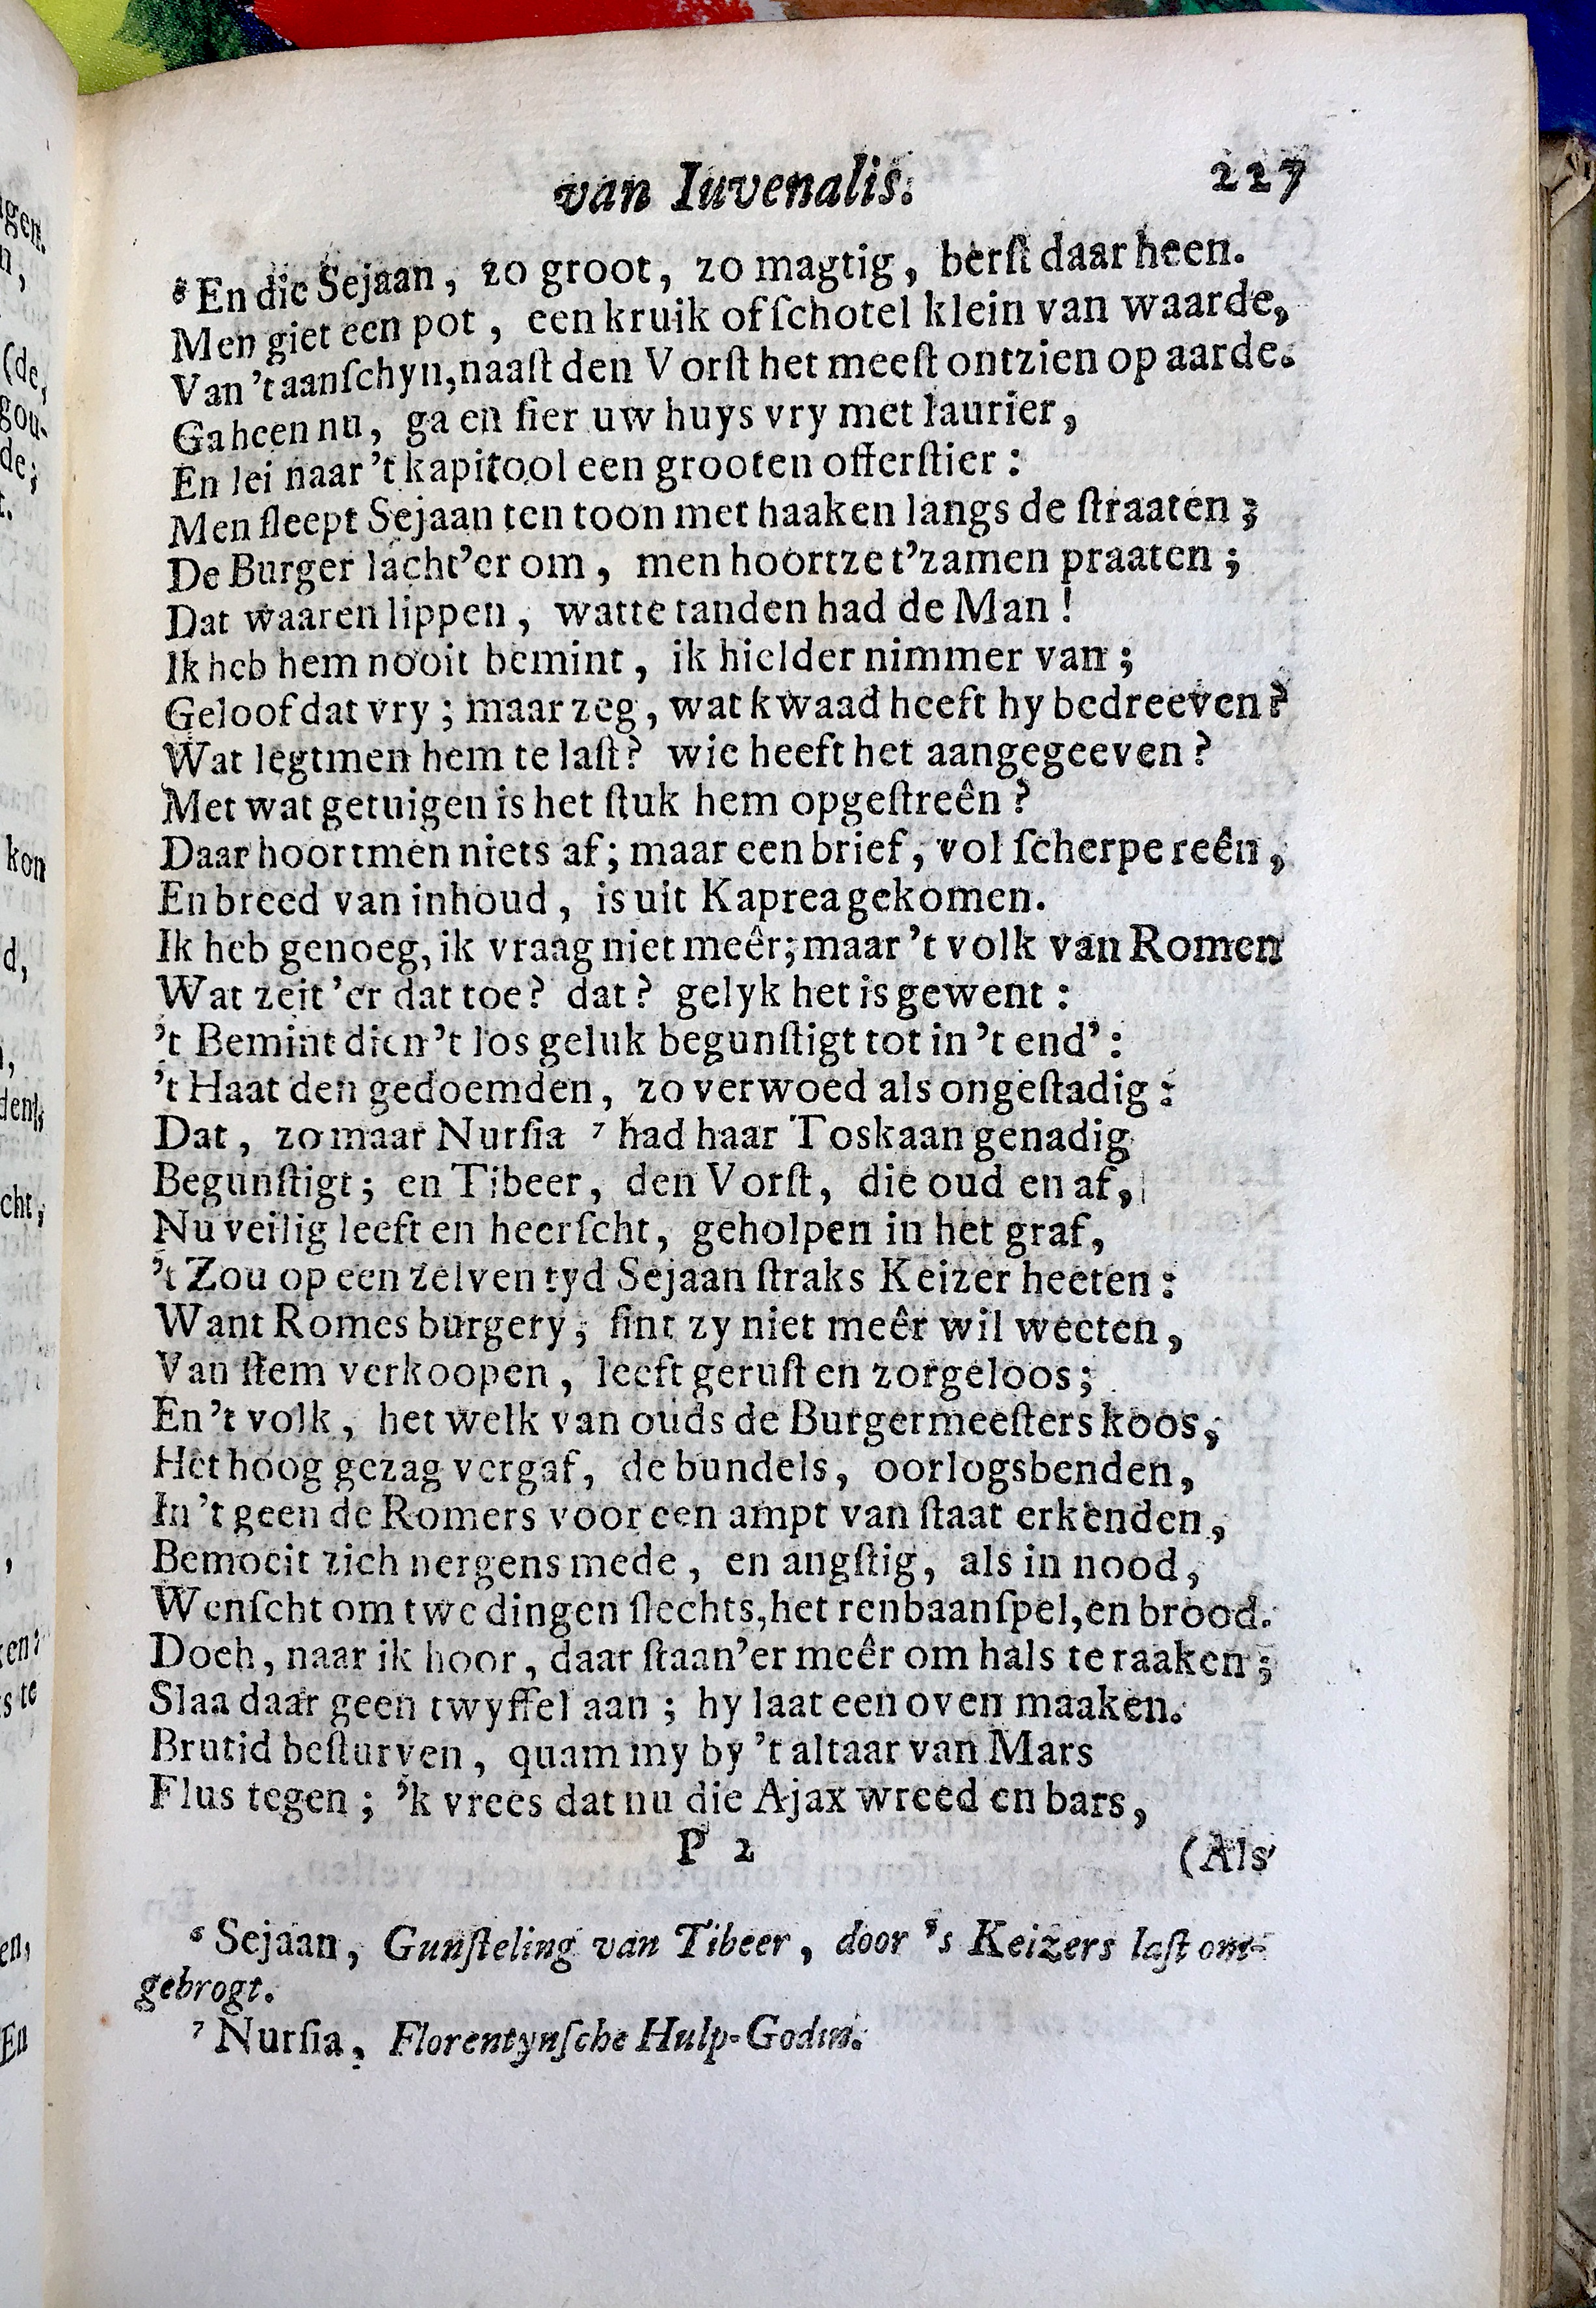 van Iuvenalis. 227
⁶ En die Sejaan, zo groot, zo magtig, berſt daar heen.
Men giet een pot, een kruik of ſchotel klein van waarde,
Van 't aanſchyn, naaſt den Vorſt het meeſt ontzien op aarde.
Ga heen nu, ga en ſier uw huys vry met laurier,
En lei naar 't kapitool een grooten offerſtier:
Men ſleept Sejaan ten toon met haaken langs de ſtraaten;
De Burger lacht 'er om, men hoortze t'zamen praaten;
Dat waaren lippen, watte tanden had de Man!
Ik heb hem nooit bemint, ik hielder nimmer van;
Geloof dat vry; maar zeg, wat kwaad heeft hy bedreeven?
Wat legtmen hem te laſt? wie heeft het aangegeeven?
Met wat getuigen is het ſtuk hem opgeſtreên?
Daar hoortmen niets af; maar een brief, vol ſcherpe reên,
En breed van inhoud, is uit Kaprea gekomen.
Ik heb genoeg, ik vraag niet meêr; maar 't volk van Romen
Wat zeit 'er dat toe? dat? gelyk het is gewent:
't Bemint dien 't los geluk begunſtigt tot in 't end':
't Haat den gedoemden, zo verwoed als ongeſtadig:
Dat, zo maar Nurſia ⁷ had haar Toskaan genadig
Begunſtigt; en Tibeer, den Vorſt, die oud en af,
Nu veilig leeft en heerſcht, geholpen in het graf,
't Zou op een zelven tyd Sejaan ſtraks Keizer heeten:
Want Romes burgery, ſint zy niet meêr wil weeten,
Van ſtem verkoopen, leeft geruſt en zorgeloos;
En 't volk, het welk van ouds de Burgermeeſters koos,
Het hoog gezag vergaf, de bundels, oorlogsbenden,
In 't geen de Romers voor een ampt van ſtaat erkenden,
Bemoeit zich nergens mede, en angſtig, als in nood,
Wenſcht om twe dingen ſlechts, het renbaanſpel, en brood.
Doch, naar ik hoor, daar ſtaan 'er meêr om hals te raaken;
Slaa daar geen twyffel aan; hy laat een oven maaken.
Brutid beſturven, quam my by 't altaar van Mars
Flus tegen; 'k vrees dat nu die Ajax wreed en bars,
P 2 (Als
⁶ Sejaan, Gunſteling van Tibeer, door 's Keizers laſt om-
gebrogt.
⁷ Nurſia, Florentynſche Hulp-Godin.